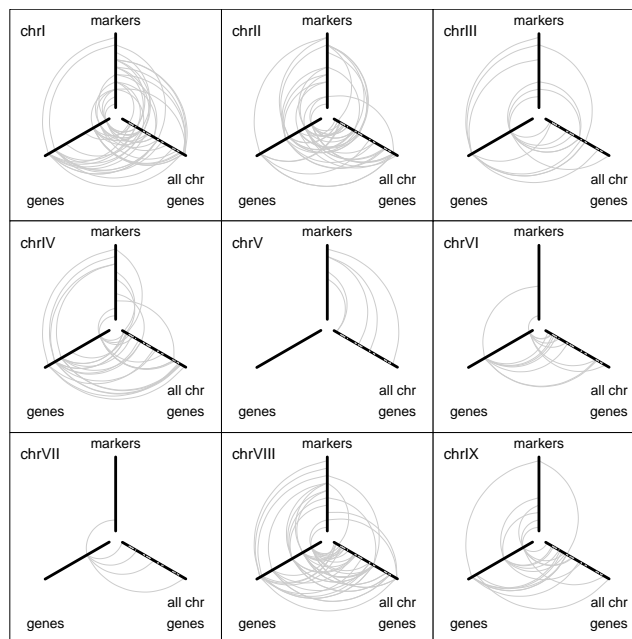 chrI
markers
genes
all chr
genes
chrII
markers
genes
all chr
genes
chrIII
markers
genes
all chr
genes
chrIV
markers
genes
all chr
genes
chrV
markers
genes
all chr
genes
chrVI
markers
genes
all chr
genes
chrVII
markers
genes
all chr
genes
chrVIII
markers
genes
all chr
genes
chrIX
markers
genes
all chr
genes